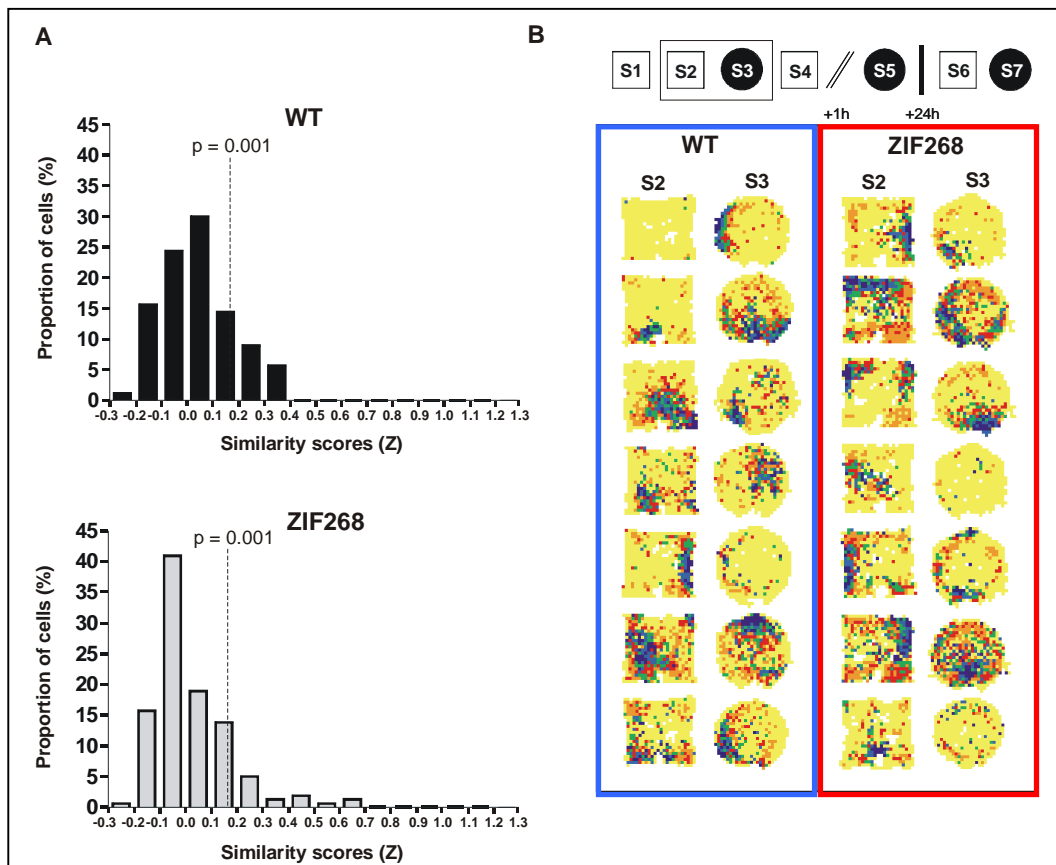 A
WT
p = 0.001
Proportion of cells (%)
45
40
35
30
25
20
15
10
5
0
-0.3 -0.2 -0.1 0.0 0.1 0.2 0.3 0.4 0.5 0.6 0.7 0.8 0.9 1.0 1.1 1.2 1.3
Similarity scores (Z)
ZIF268
p = 0.001
Proportion of cells (%)
45
40
35
30
25
20
15
10
5
0
-0.3 -0.2 -0.1 0.0 0.1 0.2 0.3 0.4 0.5 0.6 0.7 0.8 0.9 1.0 1.1 1.2 1.3
Similarity scores (Z)
B
S1 S2 S3 S4 // S5 S6 S7
+1h +24h
WT
S2 S3
ZIF268
S2 S3